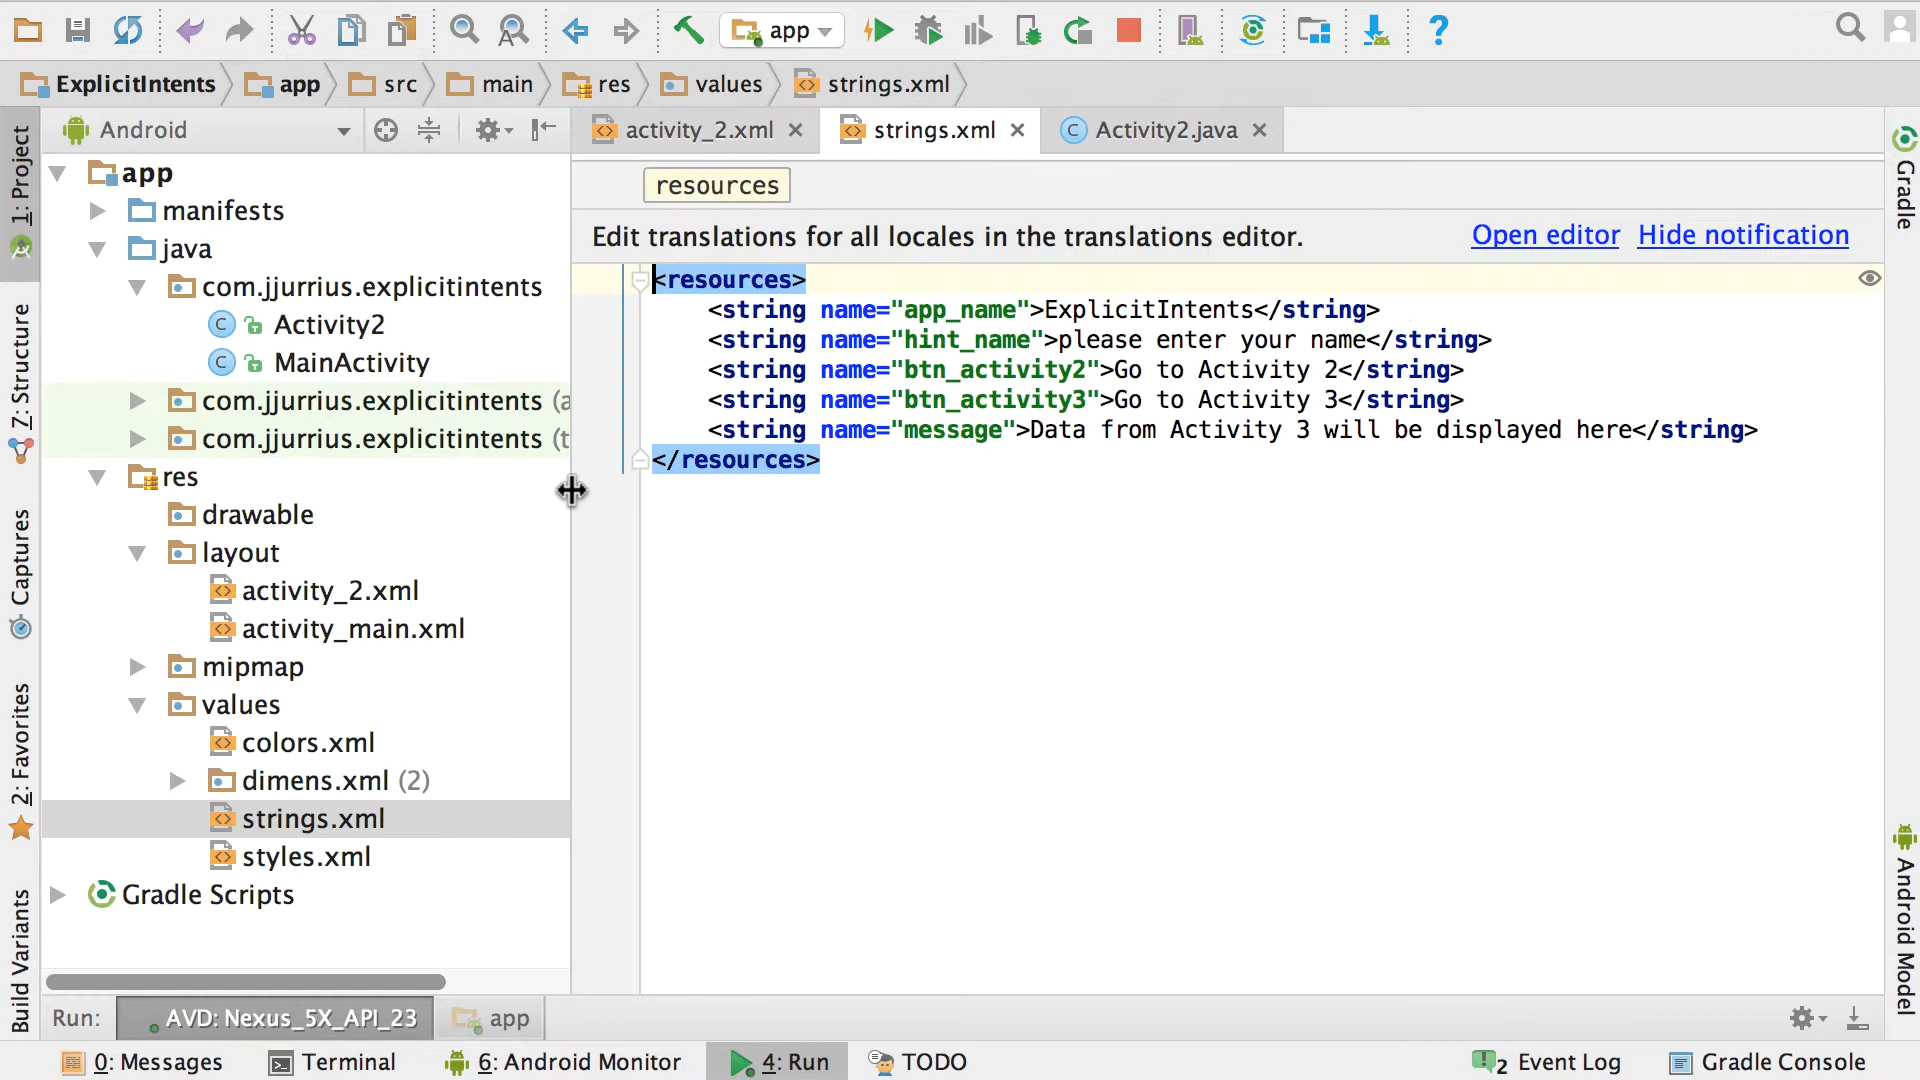 app
ExplicitIntents app src main res values strings.xml
Android
activity_2.xml strings.xml Activity2.java
1: Project
7: Structure
Captures
2: Favorites
Build Variants
app
manifests
java
com.jjurrius.explicitintents
Activity2
MainActivity
com.jjurrius.explicitintents (a
com.jjurrius.explicitintents (t
res
drawable
layout
activity_2.xml
activity_main.xml
mipmap
values
colors.xml
dimens.xml (2)
strings.xml
styles.xml
Gradle Scripts
resources
Edit translations for all locales in the translations editor. Open editor Hide notification
<resources>
<string name="app_name">ExplicitIntents</string>
<string name="hint_name">please enter your name</string>
<string name="btn_activity2">Go to Activity 2</string>
<string name="btn_activity3">Go to Activity 3</string>
<string name="message">Data from Activity 3 will be displayed here</string>
</resources>
Gradle
Android Model
Run: AVD: Nexus_5X_API_23 app
0: Messages Terminal 6: Android Monitor 4: Run TODO 2 Event Log Gradle Console